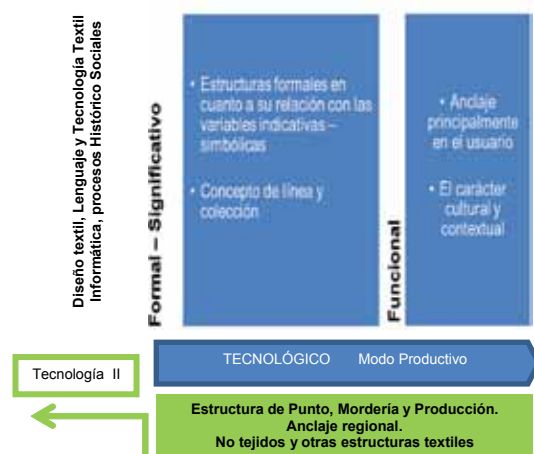 Diseño textil, Lenguaje y Tecnología Textil
Informática, procesos Histórico Sociales
Formal – Significativo
• Estructuras formales en
cuanto a su relación con las
variables indicativas –
simbólicas
• Concepto de línea y
colección
Funcional
• Anclaje
principalmente
en el usuario
• El carácter
cultural y
contextual
TECNOLÓGICO Modo Productivo
Tecnología II
Estructura de Punto, Mordería y Producción.
Anclaje regional.
No tejidos y otras estructuras textiles